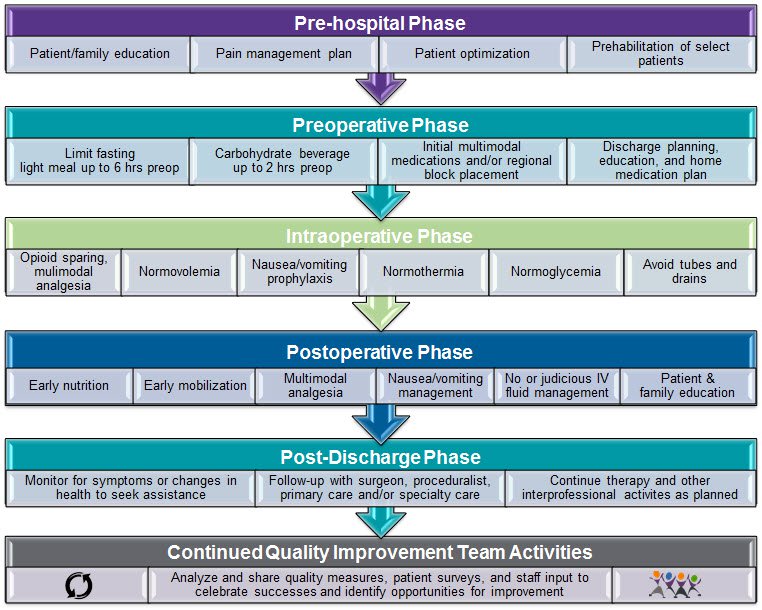 Pre-hospital Phase
Patient/family education
Pain management plan
Patient optimization
Prehabilitation of select
patients
Preoperative Phase
Limit fasting
light meal up to 6 hrs preop
Carbohydrate beverage
up to 2 hrs preop
Initial multimodal
medications and/or regional
block placement
Discharge planning,
education, and home
medication plan
Intraoperative Phase
Opioid sparing,
mulimodal
analgesia
Normovolemia
Nausea/vomiting
prophylaxis
Normothermia
Normoglycemia
Avoid tubes and
drains
Postoperative Phase
Early nutrition
Early mobilization
Multimodal
analgesia
Nausea/vomiting
management
No or judicious IV
fluid management
Patient &
family education
Post-Discharge Phase
Monitor for symptoms or changes in
health to seek assistance
Follow-up with surgeon, proceduralist,
primary care and/or specialty care
Continue therapy and other
interprofessional activites as planned
Continued Quality Improvement Team Activities
Analyze and share quality measures, patient surveys, and staff input to
celebrate successes and identify opportunities for improvement